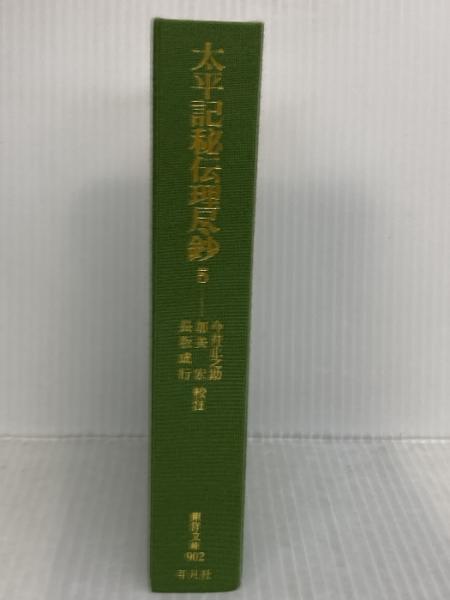 太平記秘伝理尽鈔
今井正之助
加美宏
長坂成行
校注
東洋文庫
902
平凡社